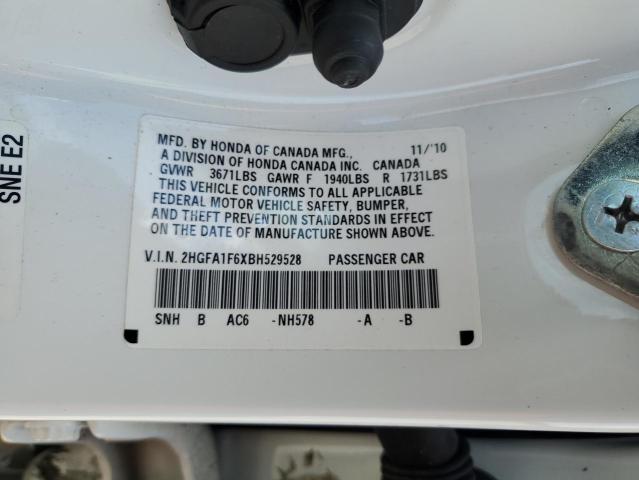 SNE E2
MFD. BY HONDA OF CANADA MFG., 11/'10
A DIVISION OF HONDA CANADA INC. CANADA
GVWR 3671LBS GAWR F 1940LBS R 1731LBS
THIS VEHICLE CONFORMS TO ALL APPLICABLE
FEDERAL MOTOR VEHICLE SAFETY, BUMPER,
AND THEFT PREVENTION STANDARDS IN EFFECT
ON THE DATE OF MANUFACTURE SHOWN ABOVE.
V.I.N. 2HGFA1F6XBH529528 PASSENGER CAR
SNH B AC6 -NH578 -A -B